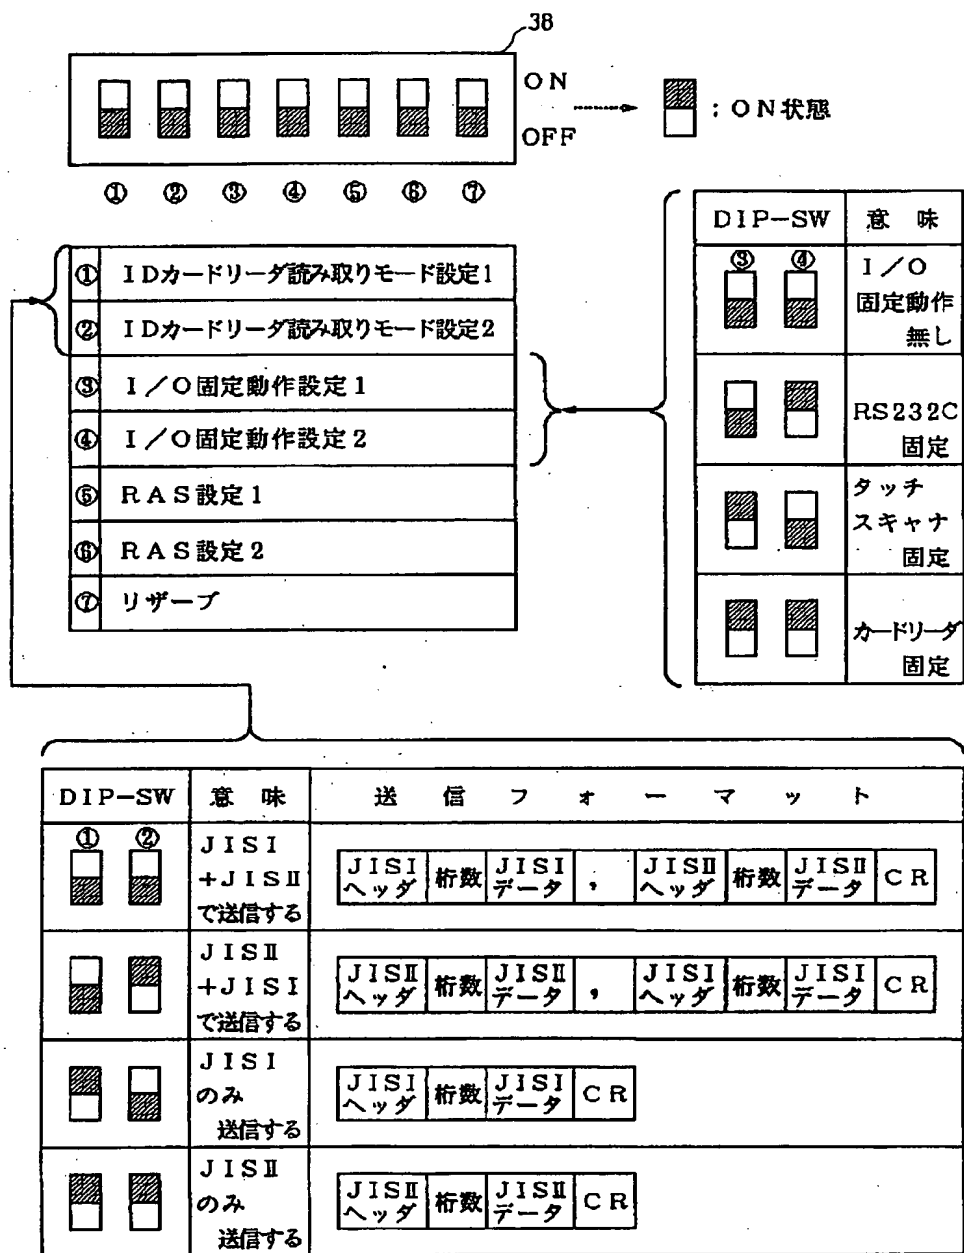 38
ON
OFF
:ON状態
① ② ③ ④ ⑤ ⑥ ⑦
① IDカードリーダ読み取りモード設定1
② IDカードリーダ読み取りモード設定2
③ I/O固定動作設定1
④ I/O固定動作設定2
⑤ RAS設定1
⑥ RAS設定2
⑦ リザーブ
DIP-SW 意味
③ ④
I/O
固定動作
無し
RS232C
固定
タッチ
スキャナ
固定
カードリーダ
固定
DIP-SW 意味 送信フォーマット
① ②
JISI
+JISⅡ
で送信する
JISI
ヘッダ
桁数
JISI
データ
,
JISⅡ
ヘッダ
桁数
JISⅡ
データ
CR
JISⅡ
+JISI
で送信する
JISⅡ
ヘッダ
桁数
JISⅡ
データ
,
JISI
ヘッダ
桁数
JISI
データ
CR
JISI
のみ
送信する
JISI
ヘッダ
桁数
JISI
データ
CR
JISⅡ
のみ
送信する
JISⅡ
ヘッダ
桁数
JISⅡ
データ
CR